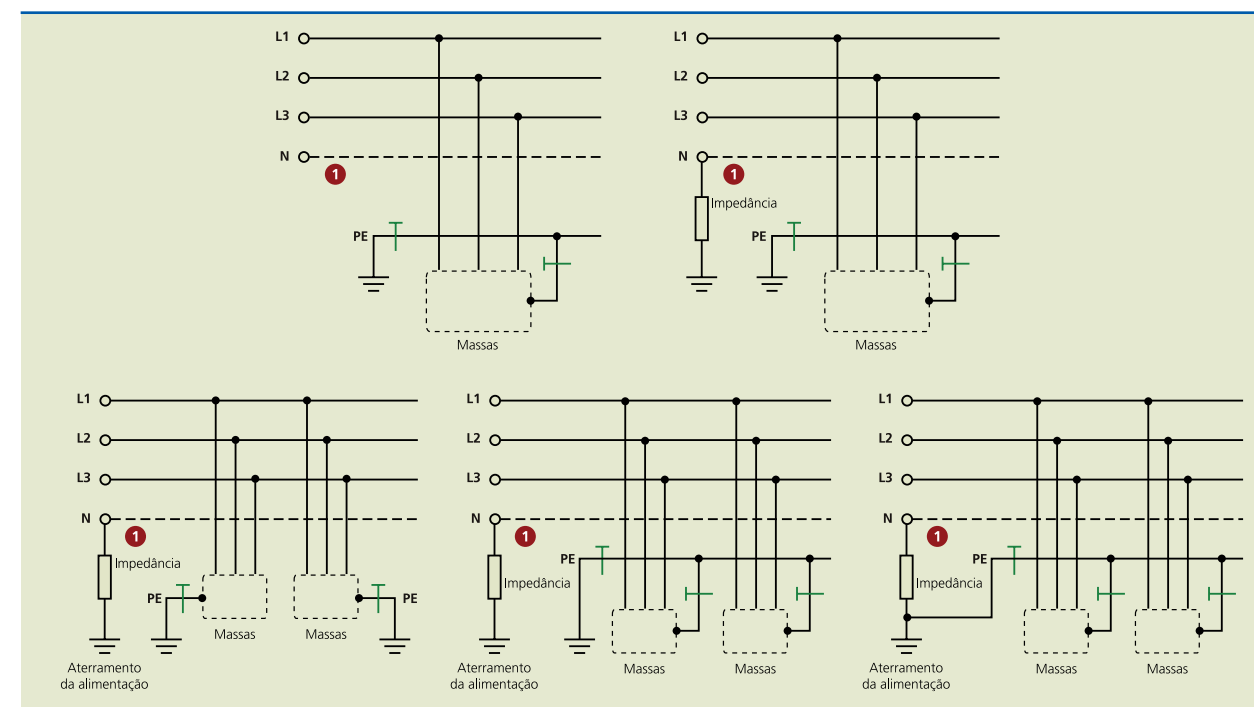 L1
L2
L3
N
1
PE
Massas
L1
L2
L3
N
1
Impedância
PE
Massas
L1
L2
L3
N
1
Impedância
PE
PE
Massas
Massas
Aterramento
da alimentação
L1
L2
L3
N
1
PE
Impedância
Massas
Massas
Aterramento
da alimentação
L1
L2
L3
N
1
PE
Impedância
Massas
Massas
Aterramento
da alimentação